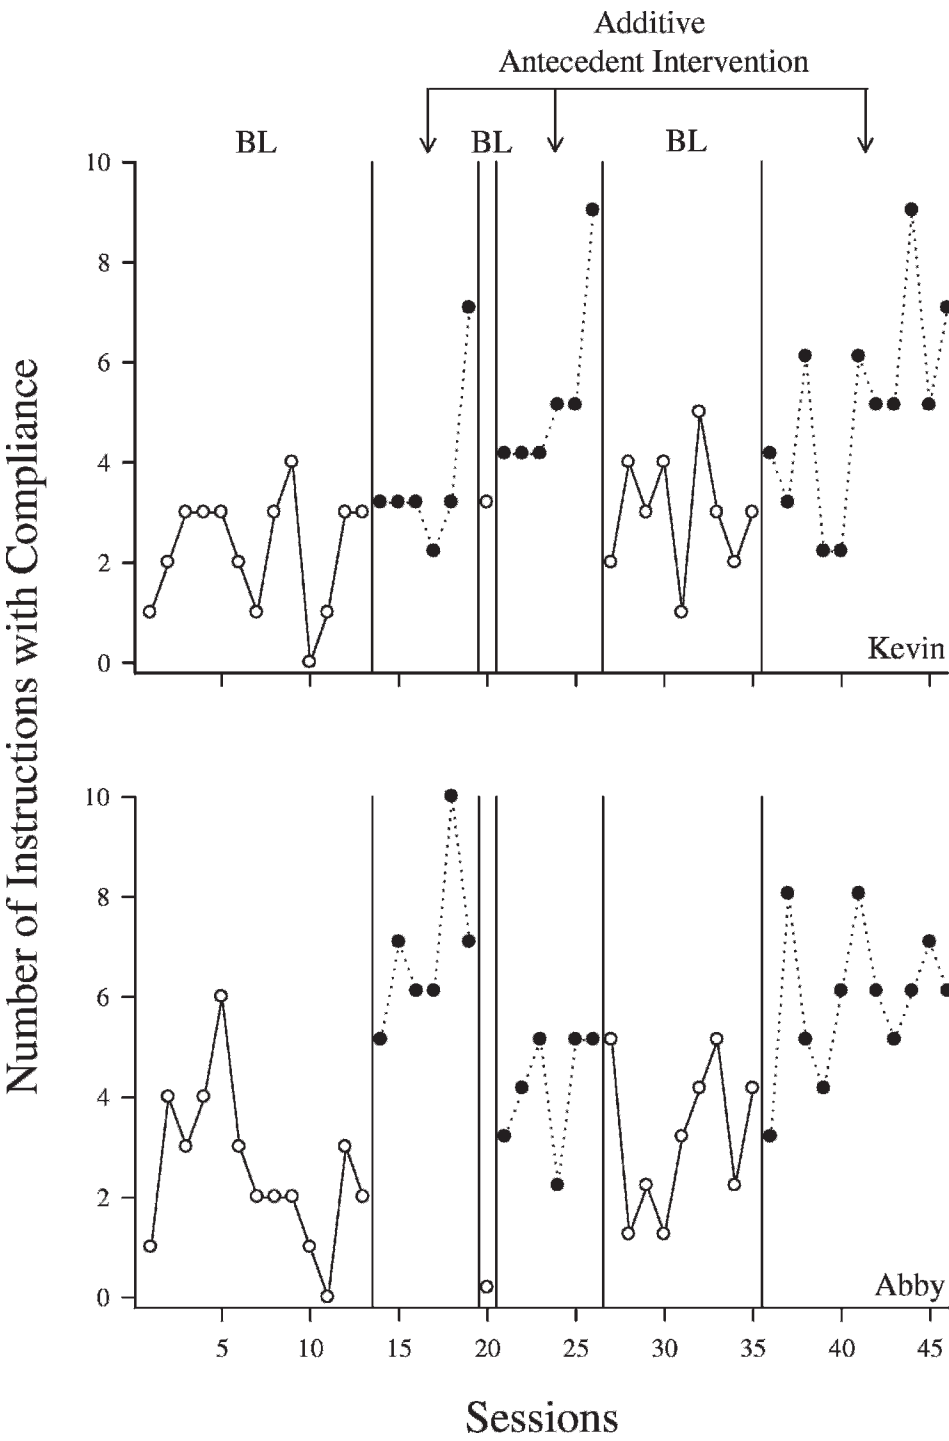 Additive
Antecedent Intervention
BL BL BL
10
8
6
4
2
0
Kevin
Number of Instructions with Compliance
10
8
6
4
2
0
Abby
5 10 15 20 25 30 35 40 45
Sessions